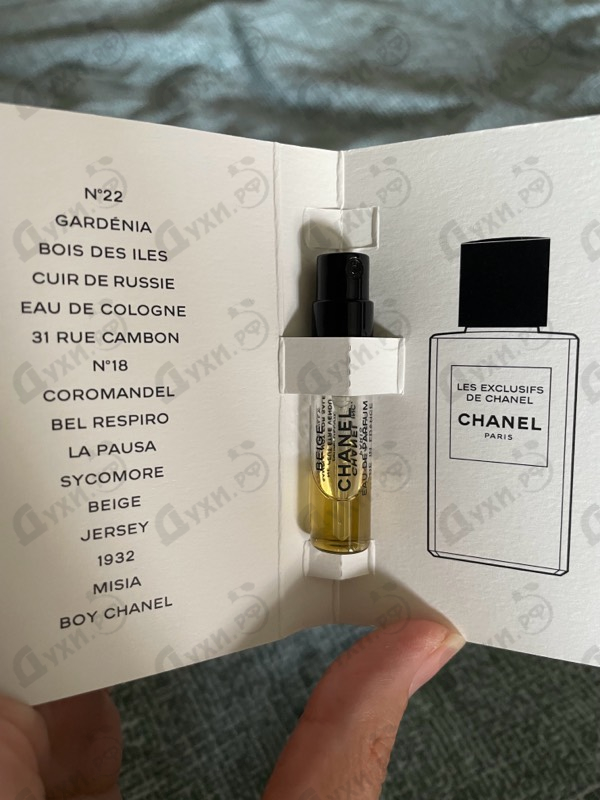 N°22
GARDÉNIA
BOIS DES ILES
CUIR DE RUSSIE
EAU DE COLOGNE
31 RUE CAMBON
N°18
COROMANDEL
BEL RESPIRO
LA PAUSA
SYCOMORE
BEIGE
JERSEY
1932
MISIA
BOY CHANEL
BEIGE
CHANEL
EAU DE PARFUM
LES EXCLUSIFS
DE CHANEL
CHANEL
PARIS
Духи.рф